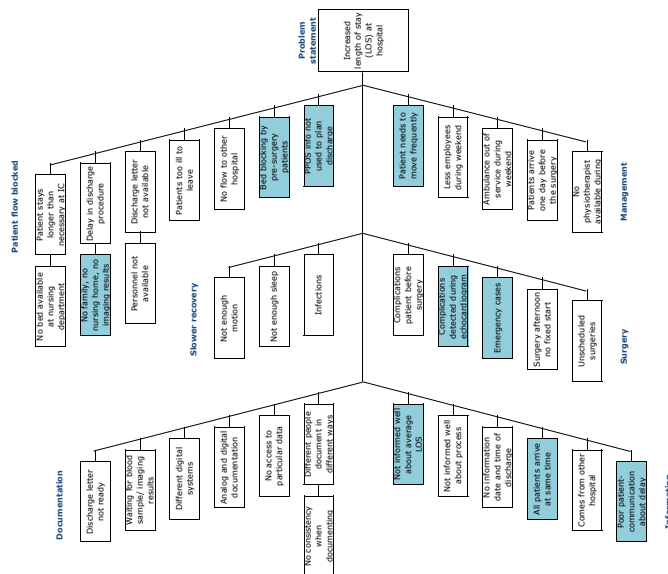 Problem
statement
Increased
length of stay
(LOS) at
hospital
Patient flow blocked
Patient stays
longer than
necessary at IC
No bed available
at nursing
department
Delay in discharge
procedure
No family, no
nursing home, no
imaging results
Discharge letter
not available
Personnel not
available
Patients too ill to
leave
No flow to other
hospital
Bed blocking by
pre-surgery
patients
PPOS info not
used to plan
discharge
Patient needs to
move frequently
Less employees
during weekend
Ambulance out of
service during
weekend
Patients arrive
one day before
the surgery
No
physiotherapist
available during
Management
Slower recovery
Not enough
motion
Not enough sleep
Infections
Complications
patient before
surgery
Complications
detected during
echocardiogram
Emergency cases
Surgery afternoon
no fixed start
Unscheduled
surgeries
Surgery
Documentation
Discharge letter
not ready
Waiting for blood
sample/ imaging
results
Different digital
systems
Analog and digital
documentation
No access to
particular data
Different people
document in
different ways
No consistency
when
documenting
Not informed well
about average
LOS
Not informed well
about process
No information
date and time of
discharge
All patients arrive
at same time
Comes from other
hospital
Poor patient-
communication
about delay